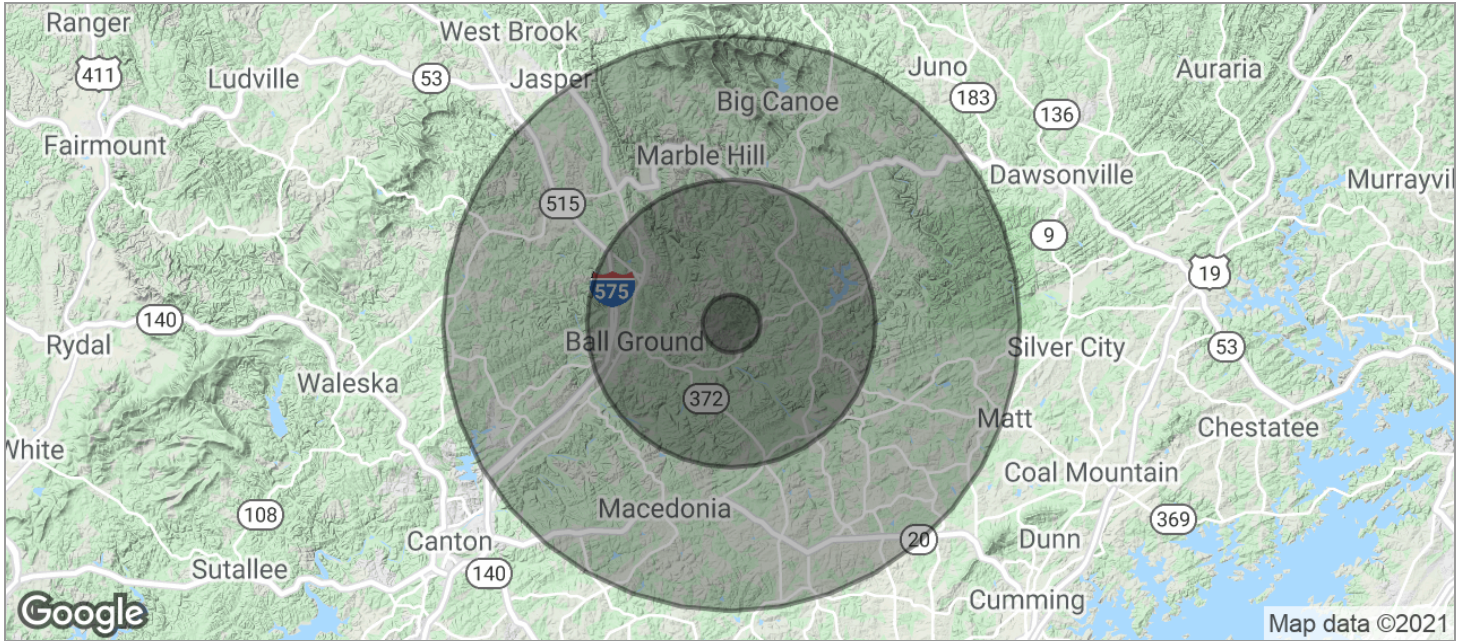 Ranger
West Brook
411
Ludville
53
Jasper
Juno
Auraria
183
Big Canoe
136
Fairmount
Marble Hill
Dawsonville
Murrayvil
515
9
19
575
140
Rydal
Ball Ground
Silver City
53
Waleska
372
Matt
Chestatee
White
Coal Mountain
Macedonia
108
369
Canton
20
Dunn
Sutallee
140
Cumming
Google
Map data ©2021